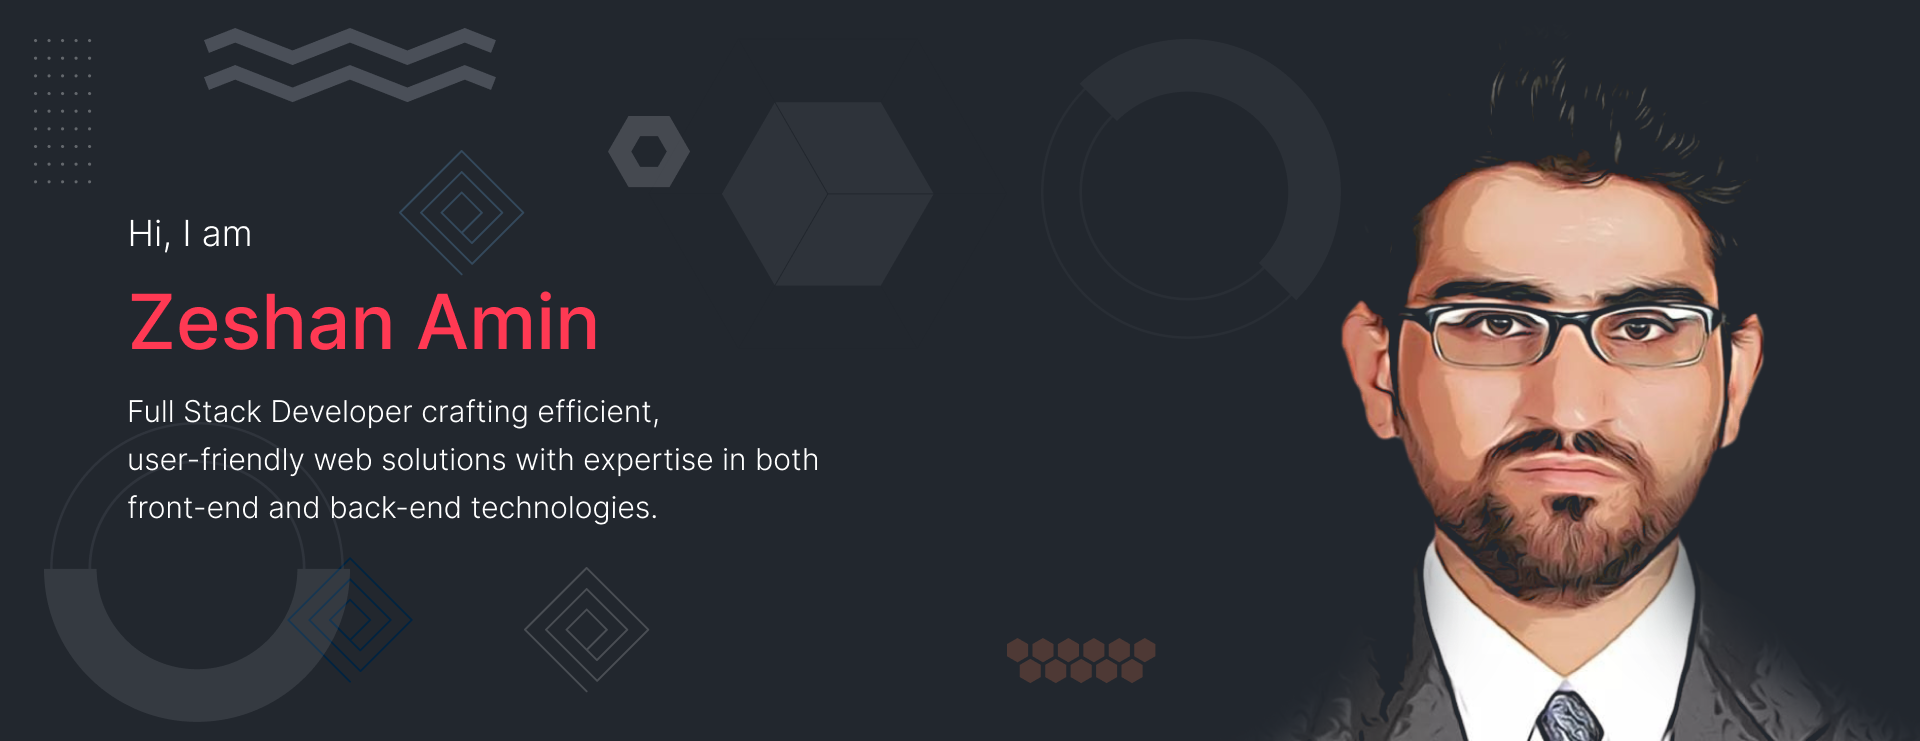 Hi, I am
Zeshan Amin
Full Stack Developer crafting efficient,
user-friendly web solutions with expertise in both
front-end and back-end technologies.